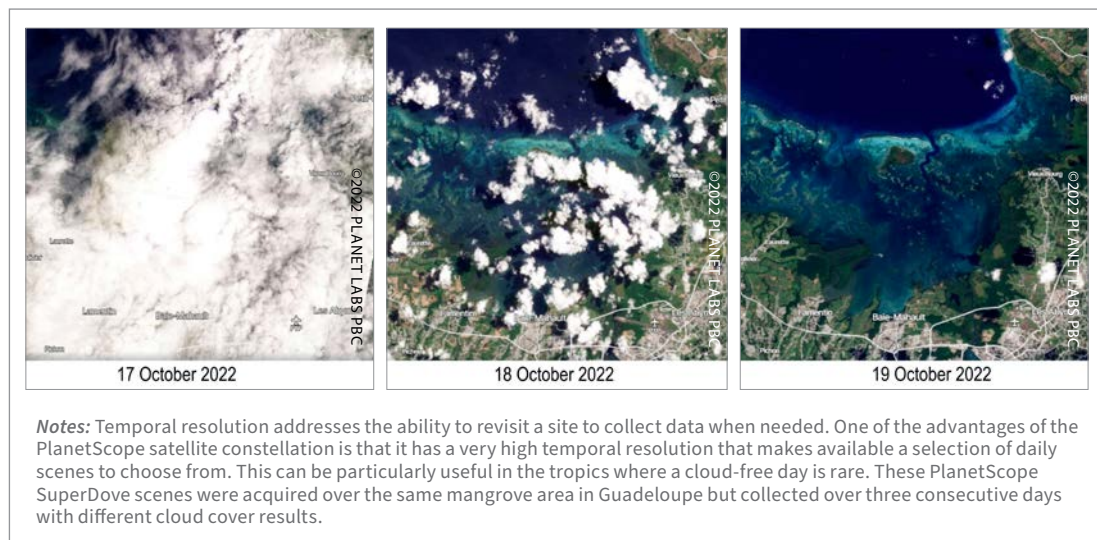 ©2022 PLANET LABS PBC
Lamentin
Baie-Mahault
17 October 2022
©2022 PLANET LABS PBC
18 October 2022
Petit
©2022 PLANET LABS PBC
Lamentin
Baie-Mahault
19 October 2022
Notes: Temporal resolution addresses the ability to revisit a site to collect data when needed. One of the advantages of the
PlanetScope satellite constellation is that it has a very high temporal resolution that makes available a selection of daily
scenes to choose from. This can be particularly useful in the tropics where a cloud-free day is rare. These PlanetScope
SuperDove scenes were acquired over the same mangrove area in Guadeloupe but collected over three consecutive days
with different cloud cover results.